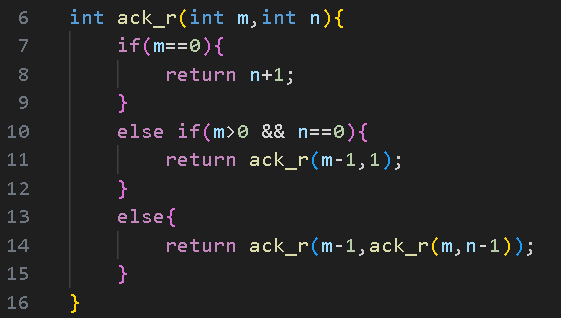 6 int ack_r(int m,int n){
7 if(m==0){
8 return n+1;
9 }
10 else if(m>0 && n==0){
11 return ack_r(m-1,1);
12 }
13 else{
14 return ack_r(m-1,ack_r(m,n-1));
15 }
16 }